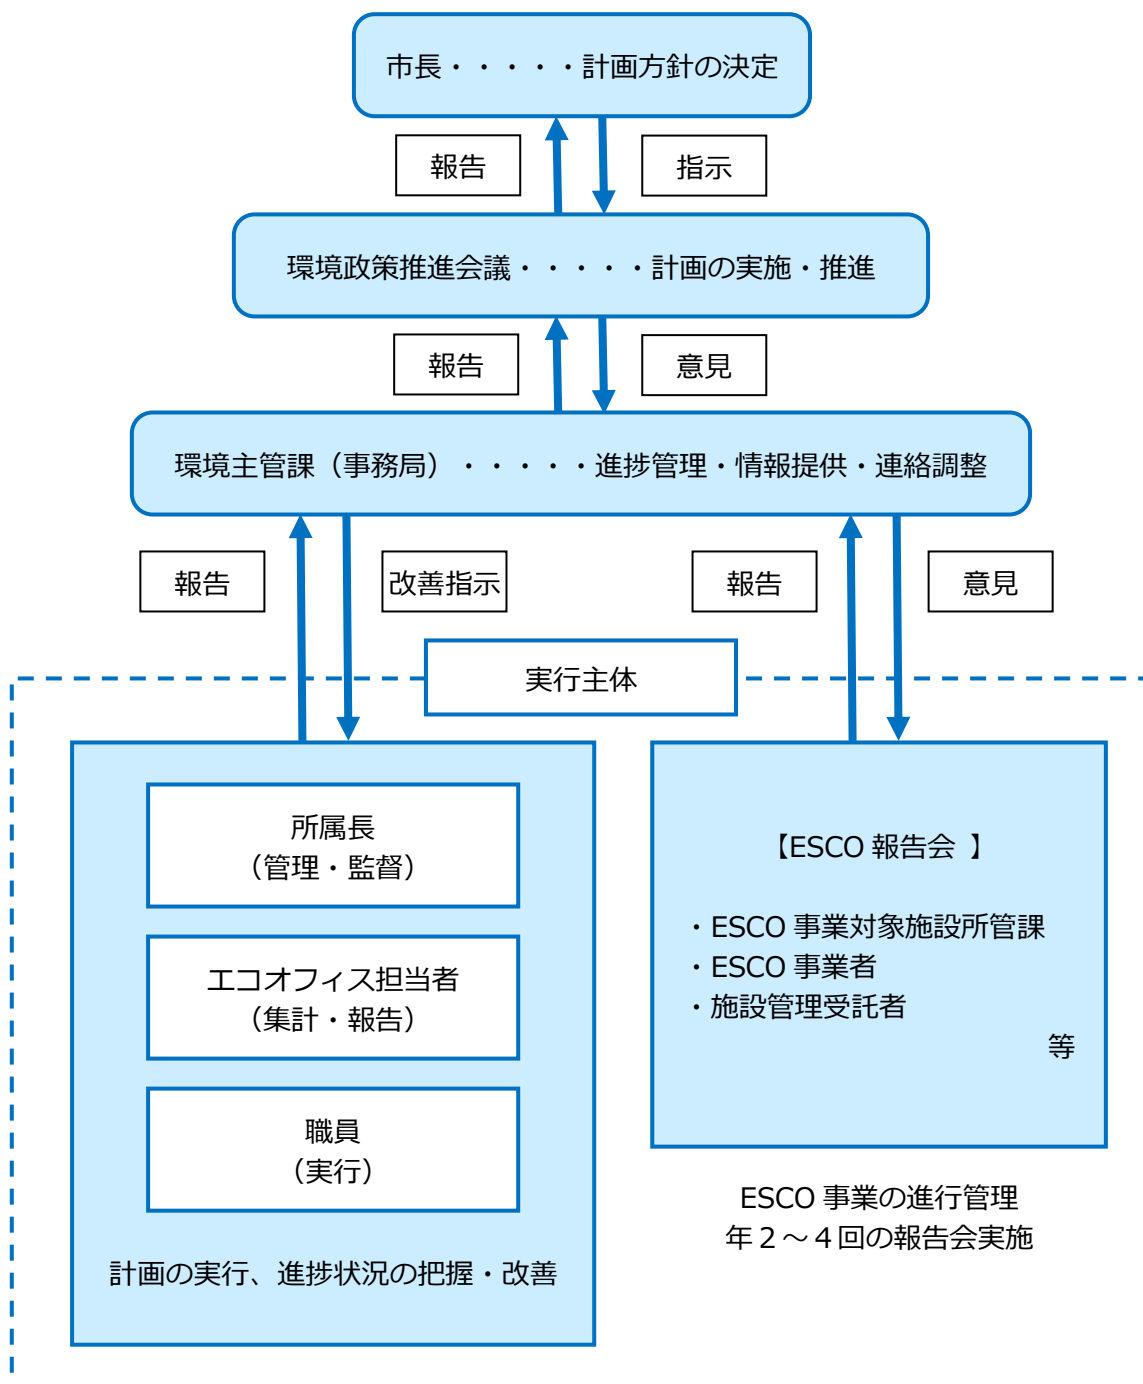 市長・・・・・計画方針の決定
報告
指示
環境政策推進会議・・・・・計画の実施・推進
報告
意見
環境主管課（事務局）・・・・・進捗管理・情報提供・連絡調整
報告
改善指示
報告
意見
実行主体
所属長
（管理・監督）
エコオフィス担当者
（集計・報告）
職員
（実行）
計画の実行、進捗状況の把握・改善
【ESCO 報告会 】
・ESCO 事業対象施設所管課
・ESCO 事業者
・施設管理受託者
等
ESCO 事業の進行管理
年２～４回の報告会実施